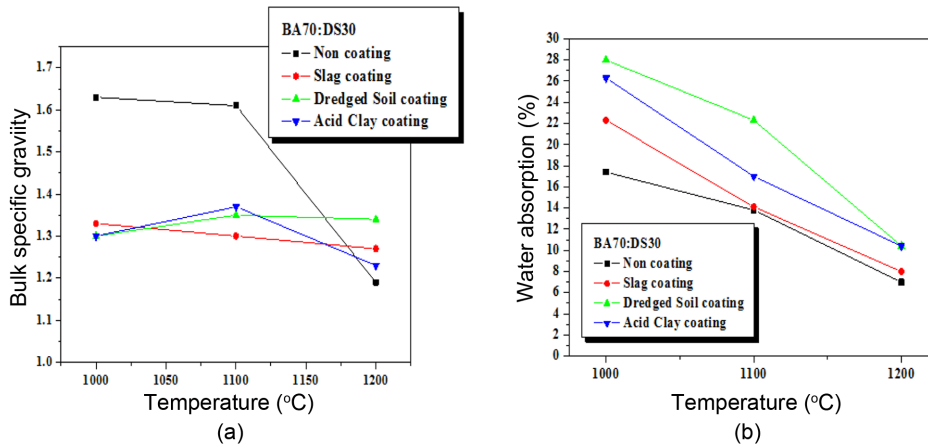 BA70:DS30
Non coating
Slag coating
Dredged Soil coating
Acid Clay coating
1.7
1.6
1.5
1.4
1.3
1.2
1.1
1.0
Bulk specific graviity
1000 1050 1100 1150 1200
Temperature (°C)
(a)
30
28
26
24
22
20
18
16
14
12
10
8
6
4
2
0
Water absorption (%)
BA70:DS30
Non coating
Slag coating
Dredged Soil coating
Acid Clay coating
1000 1100 1200
Temperature (°C)
(b)